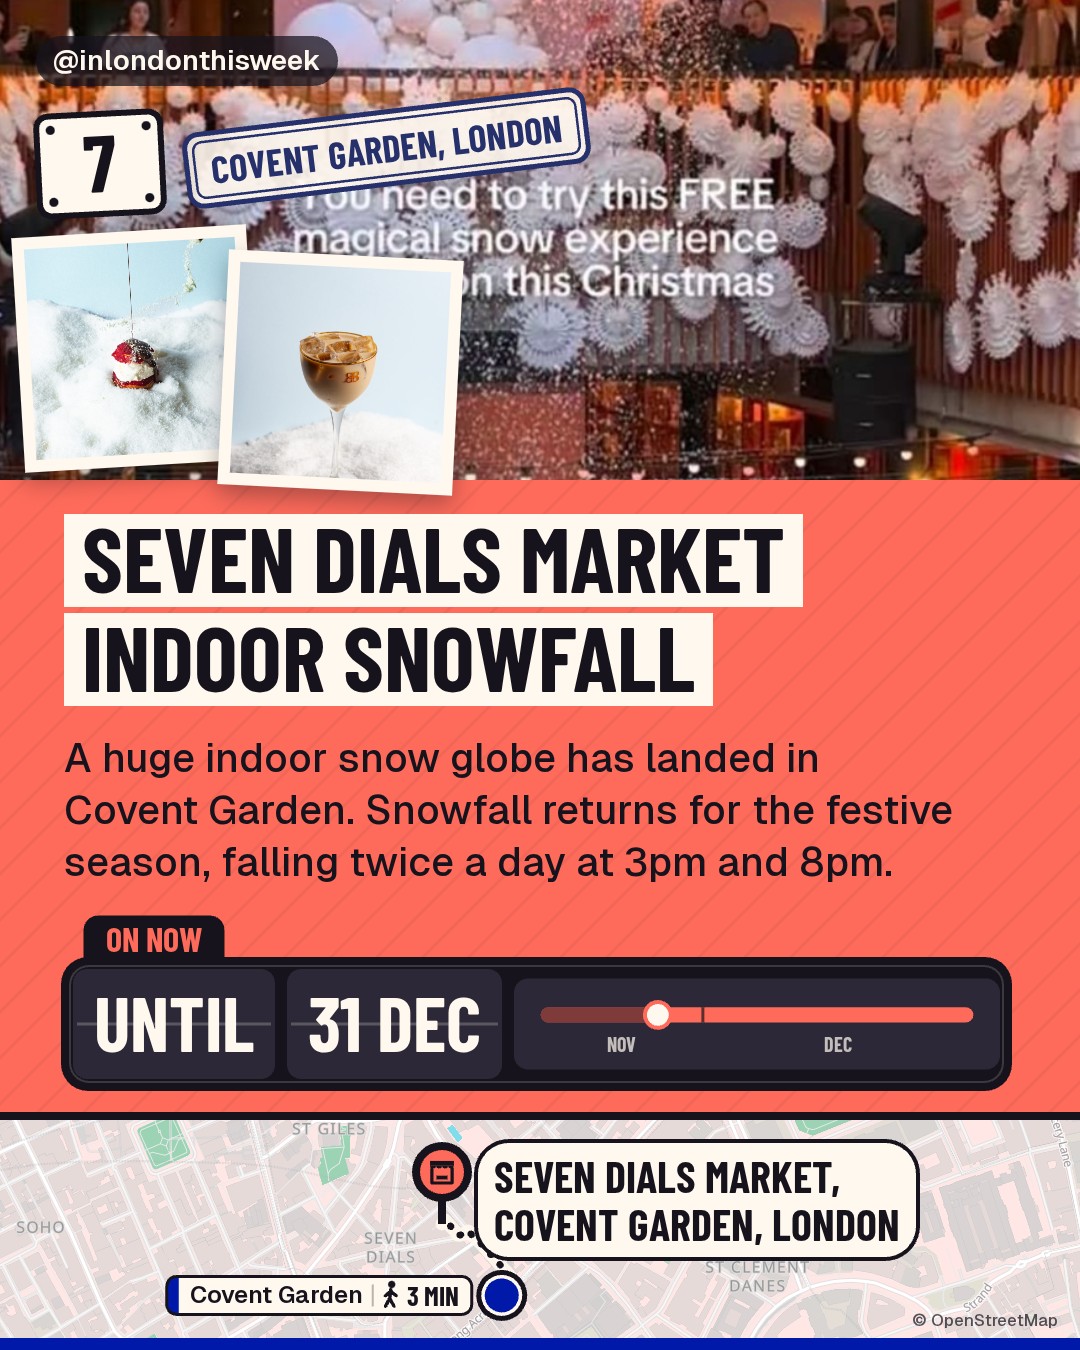 @inlondonthisweek
7
COVENT GARDEN, LONDON
You need to try this FREE
magical snow experience
on this Christmas
SEVEN DIALS MARKET
INDOOR SNOWFALL
A huge indoor snow globe has landed in
Covent Garden. Snowfall returns for the festive
season, falling twice a day at 3pm and 8pm.
ON NOW
UNTIL 31 DEC
NOV DEC
ST GILES
SEVEN DIALS MARKET,
COVENT GARDEN, LONDON
SOHO
SEVEN
DIALS
ST CLEMENT
DANES
Covent Garden 3 MIN
Strand
© OpenStreetMap